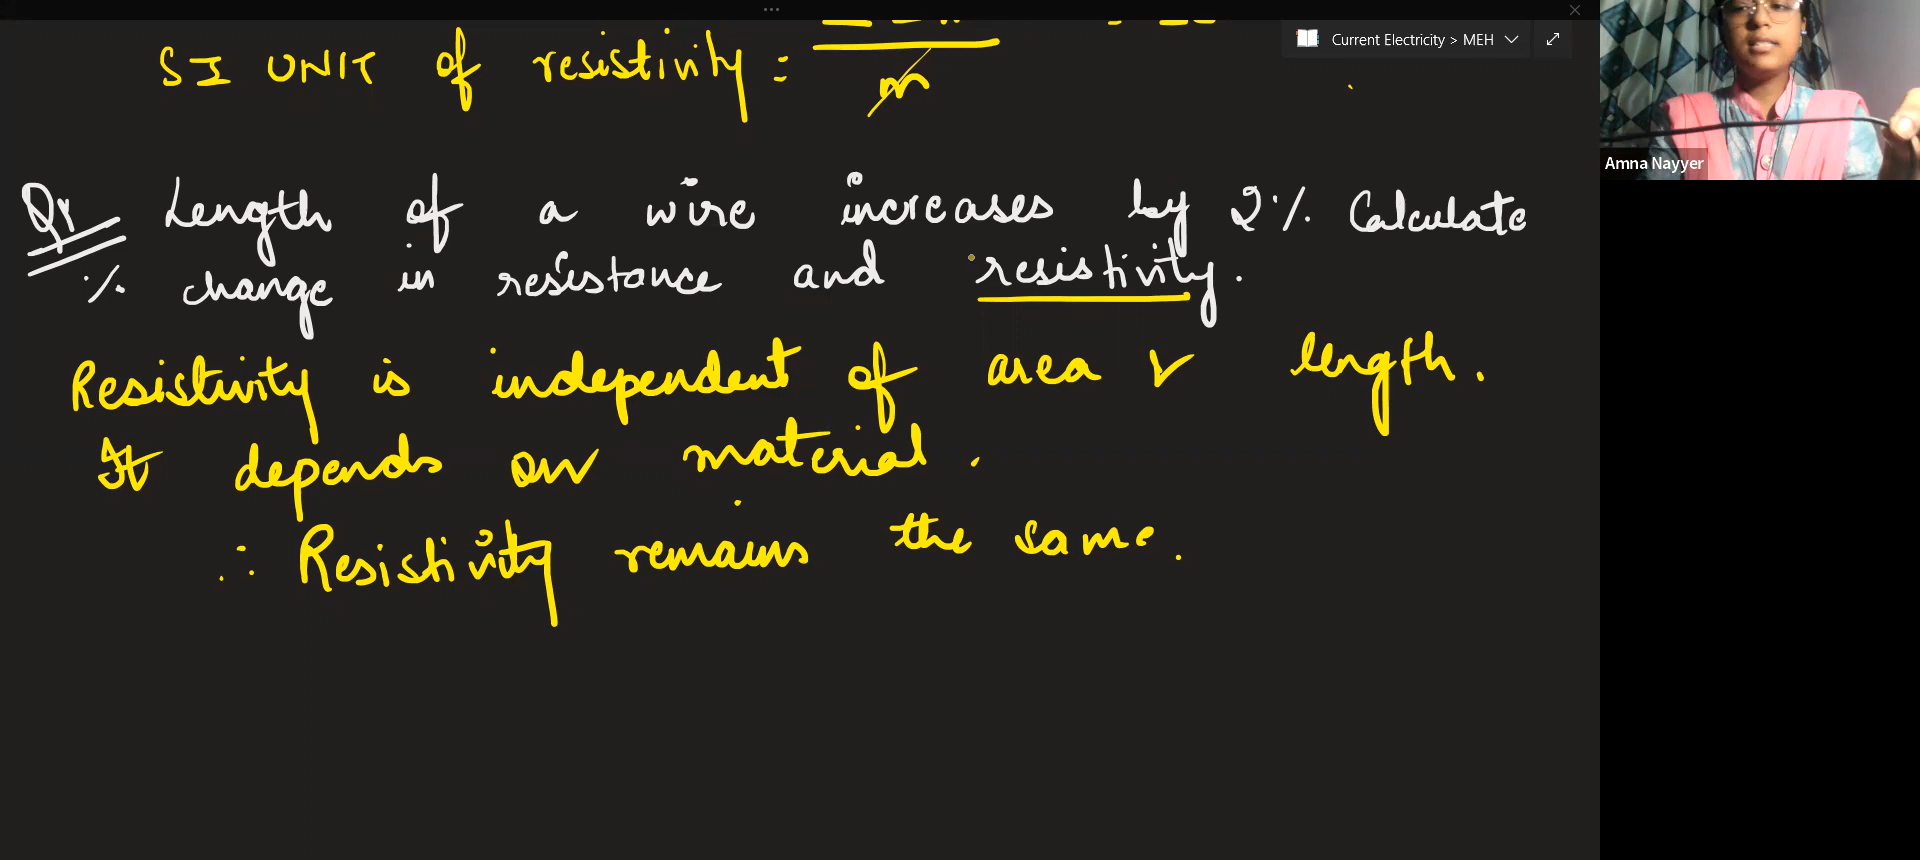 Current Electricity > MEH
SI UNIT of resistivity = m
Amna Nayyer
Qr Length of a wire increases by 2% Calculate
% change in resistance and resistivity.
Resistivity is independent of area & length.
It depends on material.
∴ Resistivity remains the same.